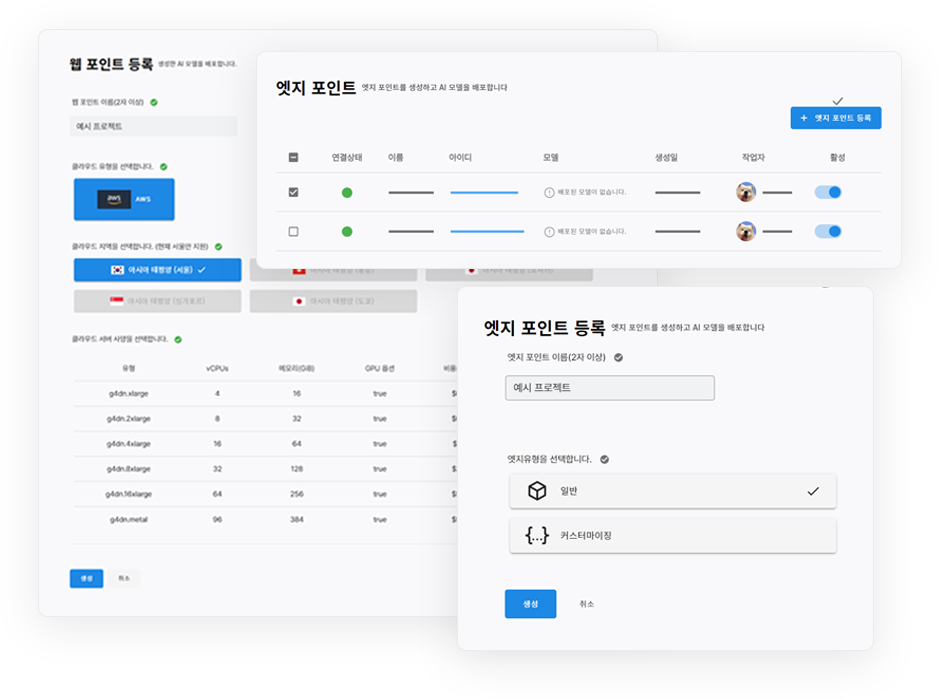 웹 포인트 등록 생성한 AI 모델을 배포합니다.
웹 포인트 이름(2자 이상)
예시 프로젝트
클라우드 유형을 선택합니다.
aws AWS
클라우드 지역을 선택합니다. (현재 서울만 지원)
아시아 태평양 (서울)
아시아 태평양
아시아 태평양
아시아 태평양 (싱가포르) 아시아 태평양 (도쿄)
클라우드 서버 사양을 선택합니다.
유형 vCPUs 메모리(GiB) GPU 옵션 비용
g4dn.xlarge 4 16 true
g4dn.2xlarge 8 32 true
g4dn.4xlarge 16 64 true
g4dn.8xlarge 32 128 true
g4dn.16xlarge 64 256 true
g4dn.metal 96 384 true
생성 취소
엣지 포인트 엣지 포인트를 생성하고 AI 모델을 배포합니다
+ 엣지 포인트 등록
연결상태 이름 아이디 모델 생성일 작업자 활성
배포된 모델이 없습니다.
배포된 모델이 없습니다.
엣지 포인트 등록 엣지 포인트를 생성하고 AI 모델을 배포합니다
엣지 포인트 이름(2자 이상)
예시 프로젝트
엣지유형을 선택합니다.
일반
{...} 커스터마이징
생성 취소